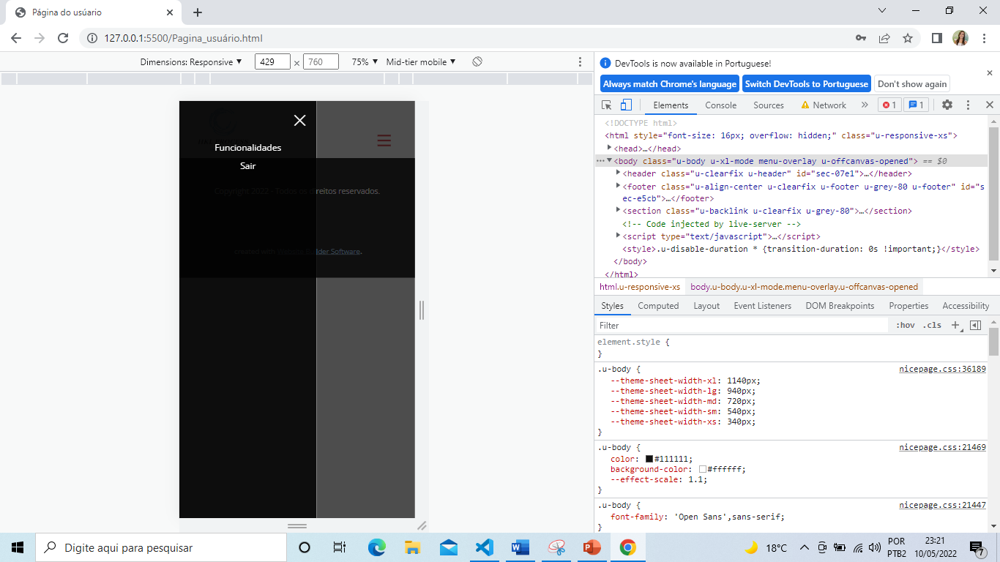 Página do usúario
127.0.0.1:5500/Pagina_usuário.html
Dimensions: Responsive ▼ 429 × 760 75% ▼ Mid-tier mobile ▼
Funcionalidades
Sair
Copyright 2022 - Todos os direitos reservados.
created with Website Builder Software.
DevTools is now available in Portuguese!
Always match Chrome's language
Switch DevTools to Portuguese
Don't show again
Elements Console Sources Network » 1 1
<!DOCTYPE html>
<html style="font-size: 16px; overflow: hidden;" class="u-responsive-xs">
<head>…</head>
<body class="u-body u-xl-mode menu-overlay u-offcanvas-opened"> == $0
<header class="u-clearfix u-header" id="sec-07e1">…</header>
<footer class="u-align-center u-clearfix u-footer u-grey-80 u-footer" id="s
ec-e5cb">…</footer>
<section class="u-backlink u-clearfix u-grey-80">…</section>
<!-- Code injected by live-server -->
<script type="text/javascript">…</script>
<style>.u-disable-duration * {transition-duration: 0s !important;}</style>
</body>
</html>
html.u-responsive-xs body.u-body.u-xl-mode.menu-overlay.u-offcanvas-opened
Styles Computed Layout Event Listeners DOM Breakpoints Properties Accessibility
Filter :hov .cls +
element.style {
}
.u-body { nicepage.css:36189
--theme-sheet-width-xl: 1140px;
--theme-sheet-width-lg: 940px;
--theme-sheet-width-md: 720px;
--theme-sheet-width-sm: 540px;
--theme-sheet-width-xs: 340px;
}
.u-body { nicepage.css:21469
color: #111111;
background-color: #ffffff;
--effect-scale: 1.1;
}
.u-body { nicepage.css:21447
font-family: 'Open Sans',sans-serif;
}
Digite aqui para pesquisar
18°C
POR
PTB2
23:21
10/05/2022
7